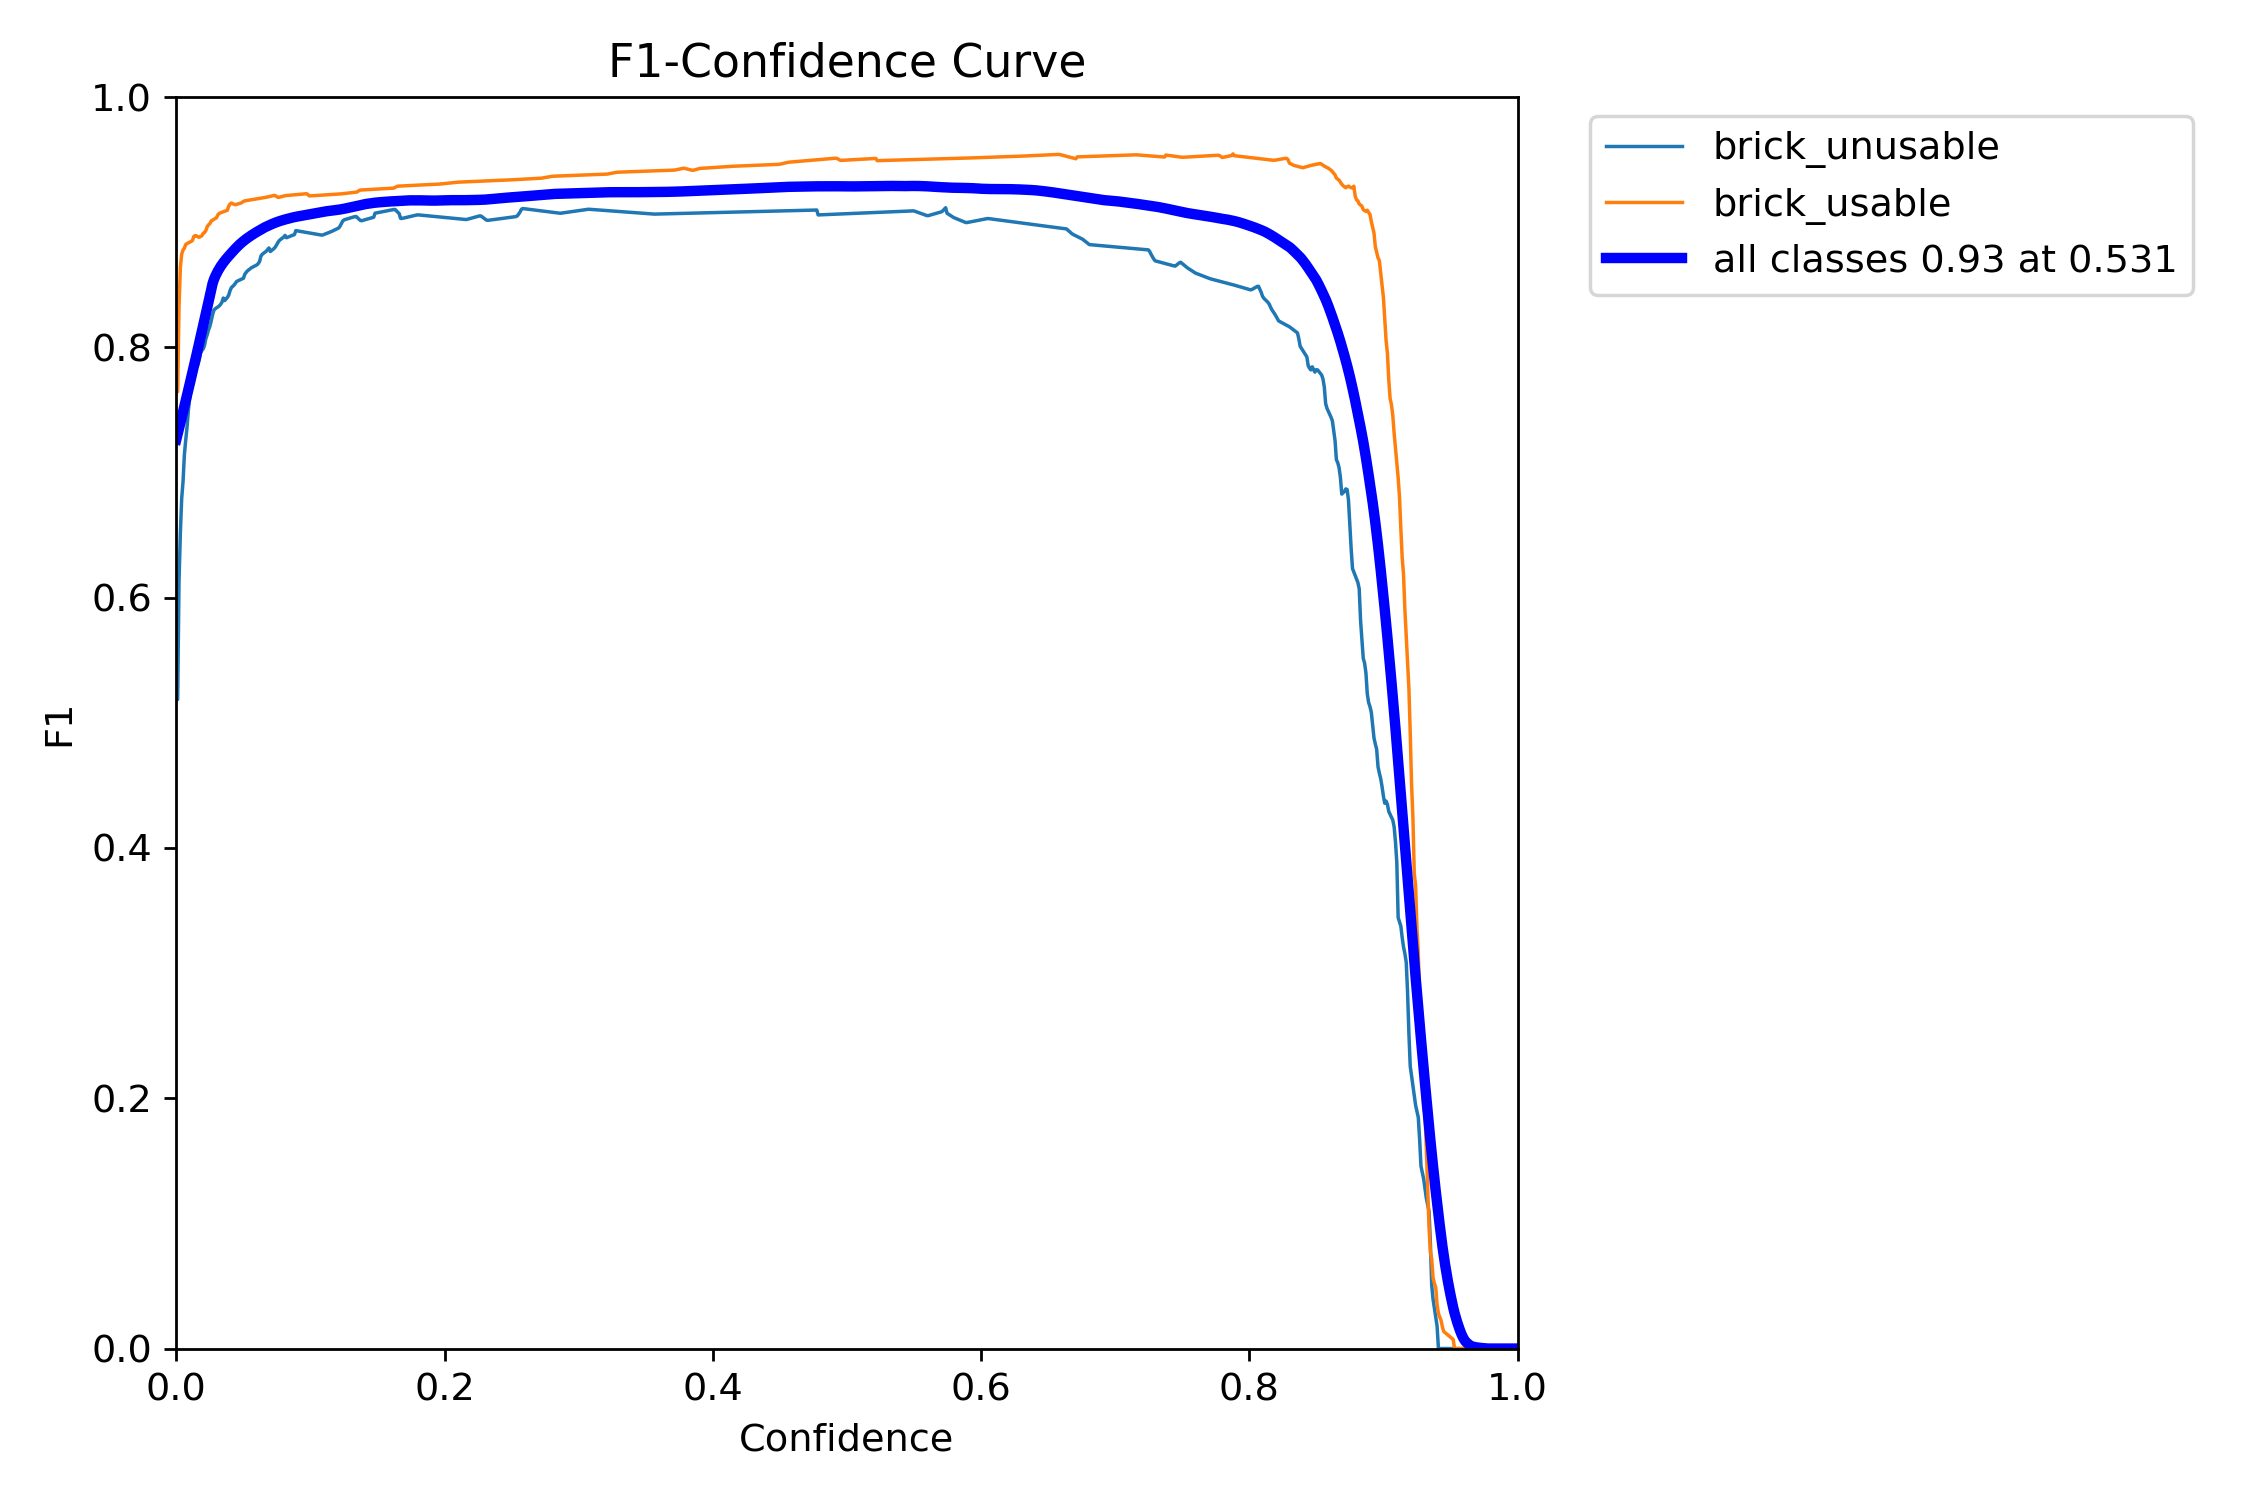 F1-Confidence Curve
1.0
0.8
0.6
0.4
0.2
0.0
F1
0.0 0.2 0.4 0.6 0.8 1.0
Confidence
brick_unusable
brick_usable
all classes 0.93 at 0.531